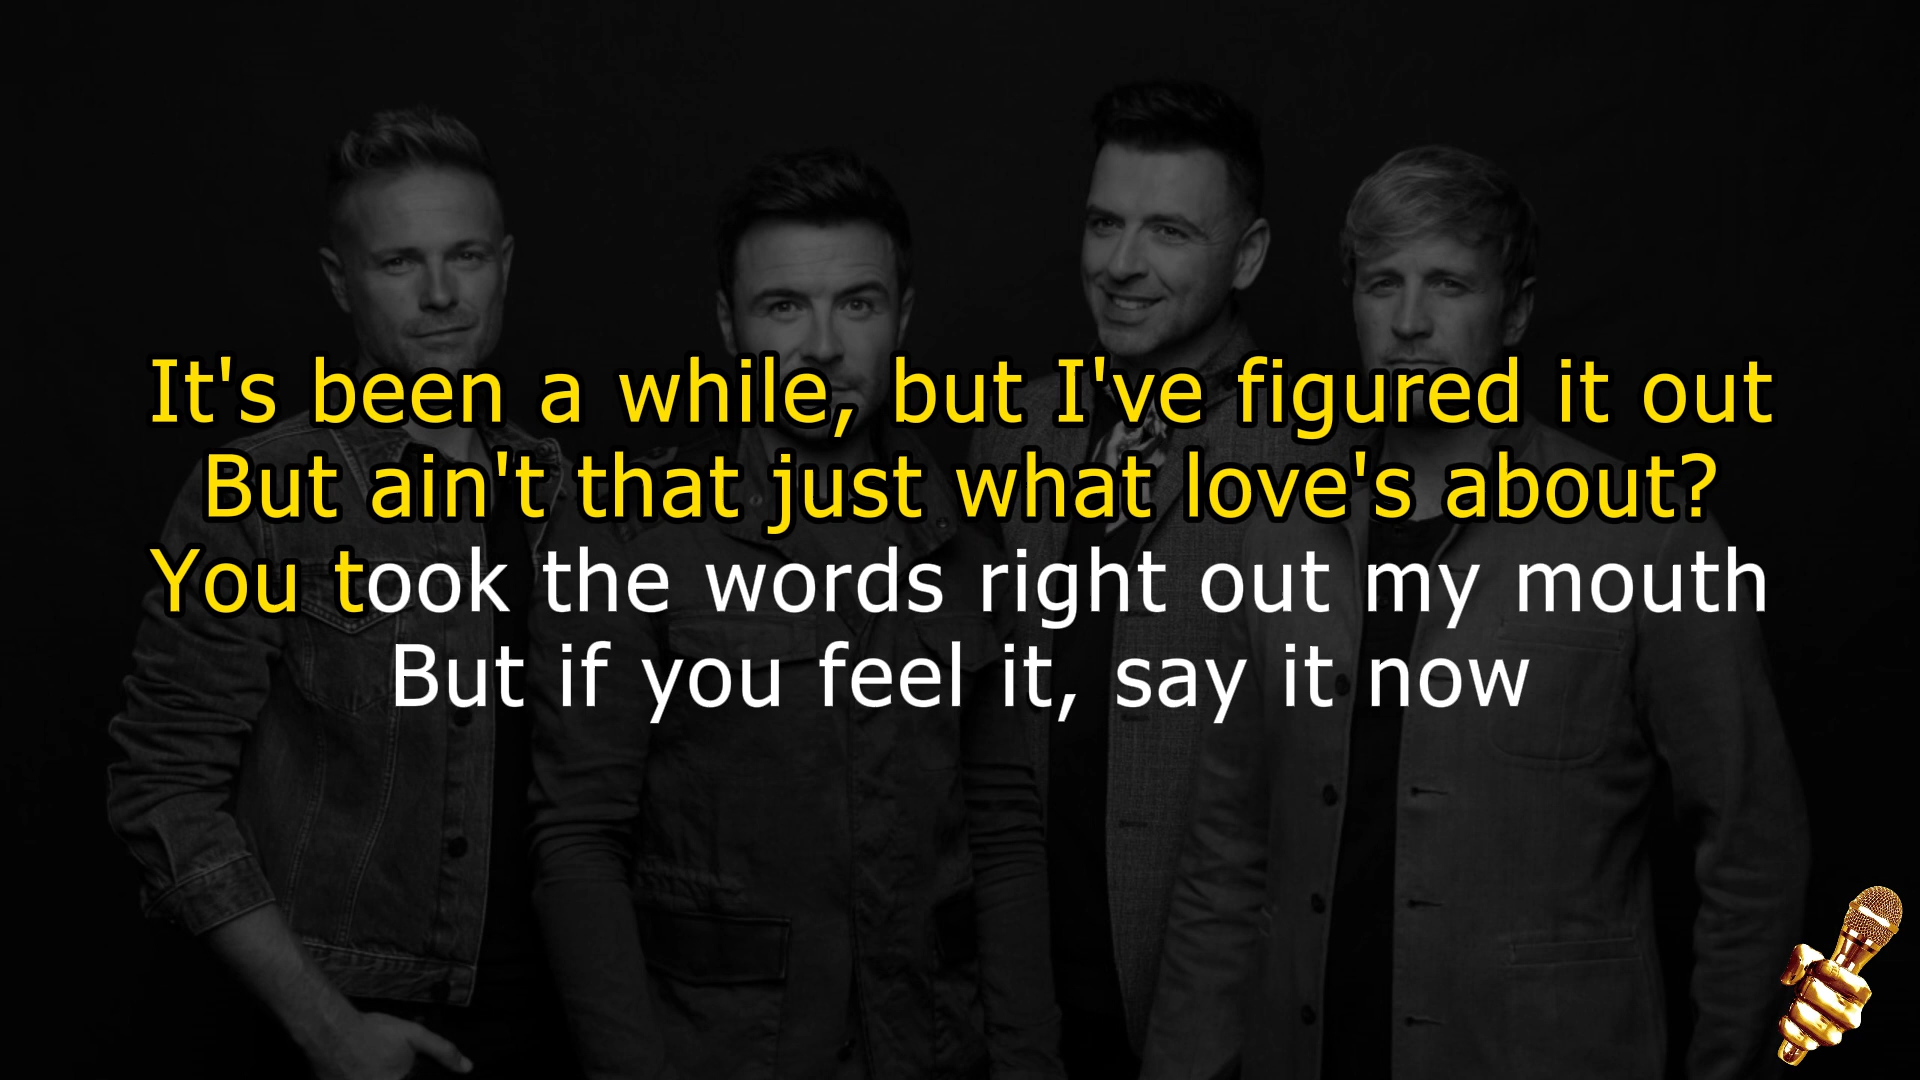 It's been a while, but I've figured it out
But ain't that just what love's about?
You took the words right out my mouth
But if you feel it, say it now